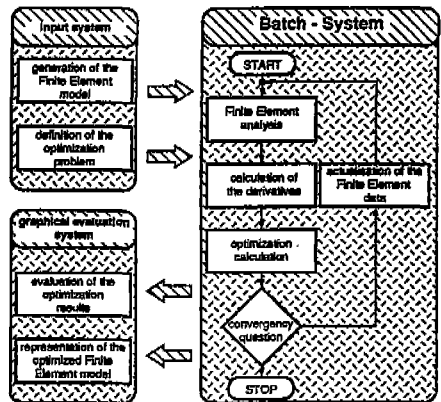 Input system
generation of the
Finite Element
model
definition of the
optimization
problem
graphical evaluation
system
evaluation of the
optimization
results
representation of the
optimized Finite
Element model
Batch - System
START
Finite Element
analysis
calculation of
the derivatives
actualisation of the
Finite Element
data
optimization -
calculation
convergency
question
STOP